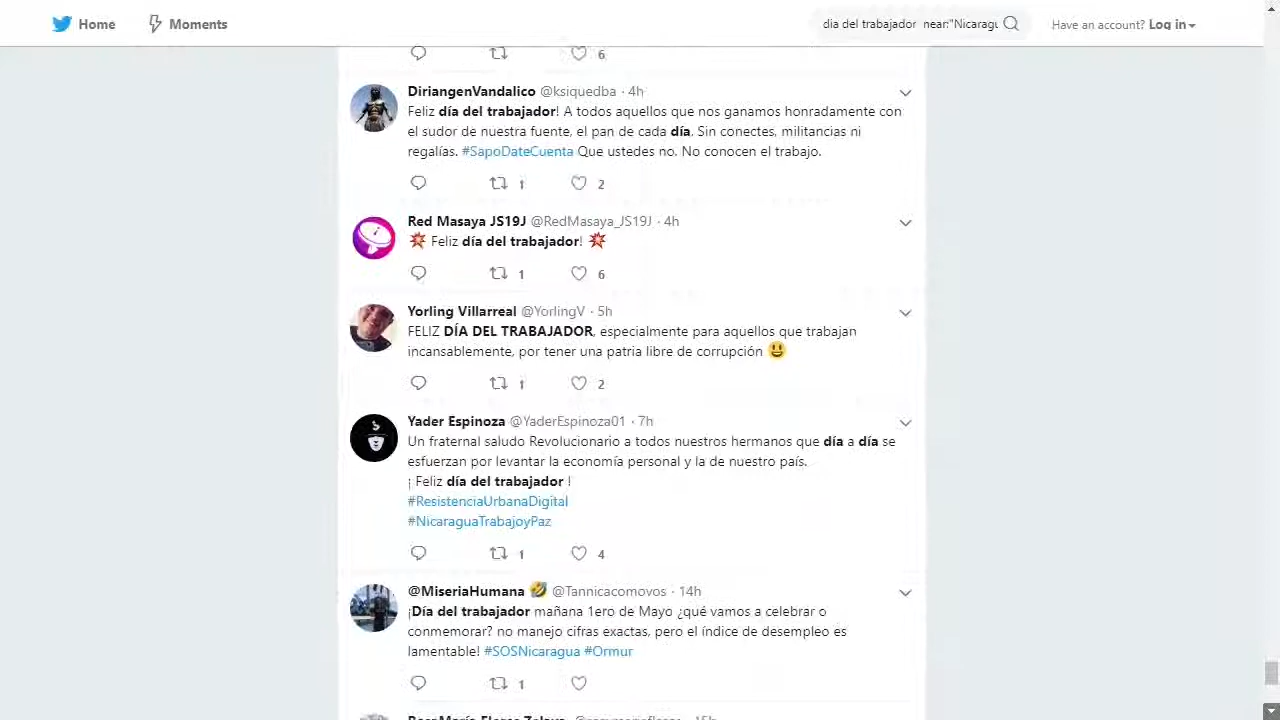 Home
Moments
dia del trabajador near:"Nicaragu
Have an account? Log in
6
DiriangenVandalico @ksiquedba · 4h
Feliz día del trabajador! A todos aquellos que nos ganamos honradamente con
el sudor de nuestra fuente, el pan de cada día. Sin conectes, militancias ni
regalías. #SapoDateCuenta Que ustedes no. No conocen el trabajo.
1 2
Red Masaya JS19J @RedMasaya_JS19J · 4h
💥 Feliz día del trabajador! 💥
1 6
Yorling Villarreal @YorlingV · 5h
FELIZ DÍA DEL TRABAJADOR, especialmente para aquellos que trabajan
incansablemente, por tener una patria libre de corrupción 😃
1 2
Yader Espinoza @YaderEspinoza01 · 7h
Un fraternal saludo Revolucionario a todos nuestros hermanos que día a día se
esfuerzan por levantar la economía personal y la de nuestro país.
¡ Feliz día del trabajador !
#ResistenciaUrbanaDigital
#NicaraguaTrabajoyPaz
1 4
@MiseriaHumana 🤣 @Tannicacomovos · 14h
¡Día del trabajador mañana 1ero de Mayo ¿qué vamos a celebrar o
conmemorar? no manejo cifras exactas, pero el índice de desempleo es
lamentable! #SOSNicaragua #Ormur
1